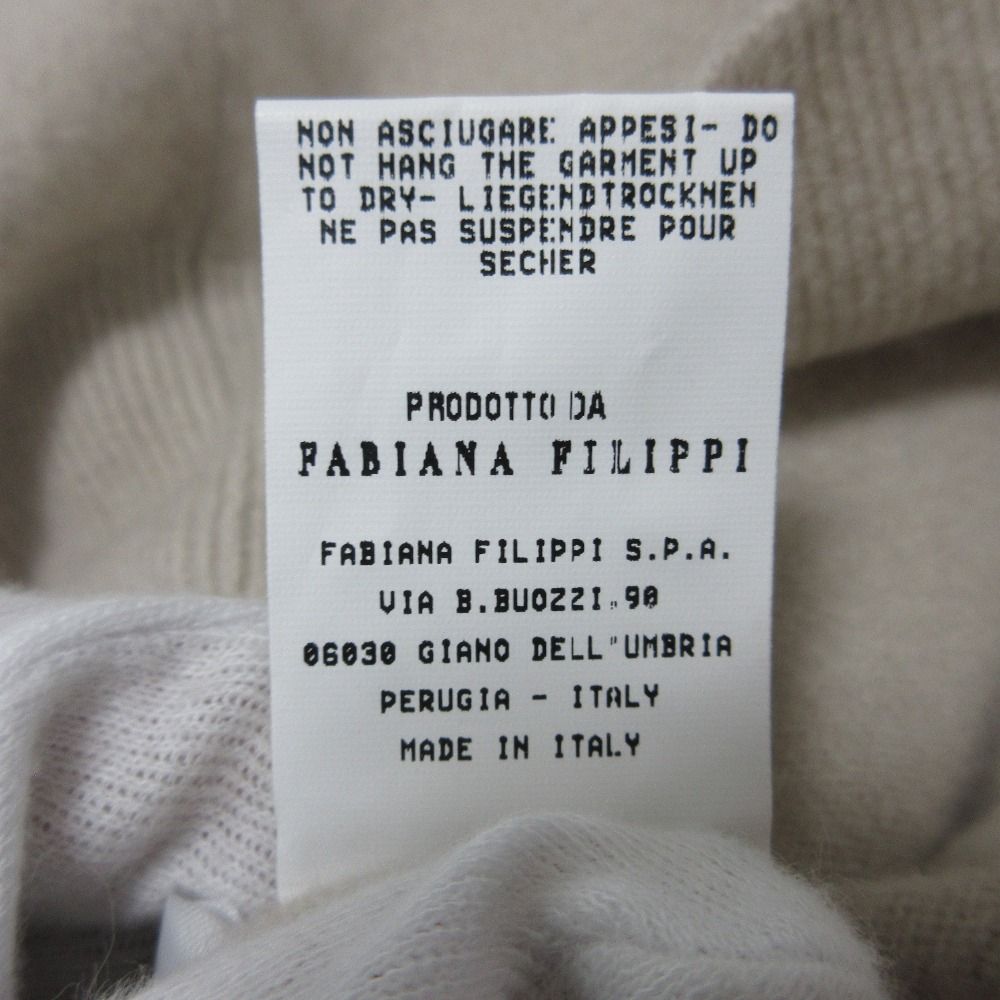 NON ASCIUGARE APPESI- DO
NOT HANG THE GARMENT UP
TO DRY- LIEGENDTROCKNEN
NE PAS SUSPENDRE POUR
SECHER
PRODOTTO DA
FABIANA FILIPPI
FABIANA FILIPPI S.P.A.
VIA B.BUOZZI,90
06030 GIANO DELL'UMBRIA
PERUGIA - ITALY
MADE IN ITALY